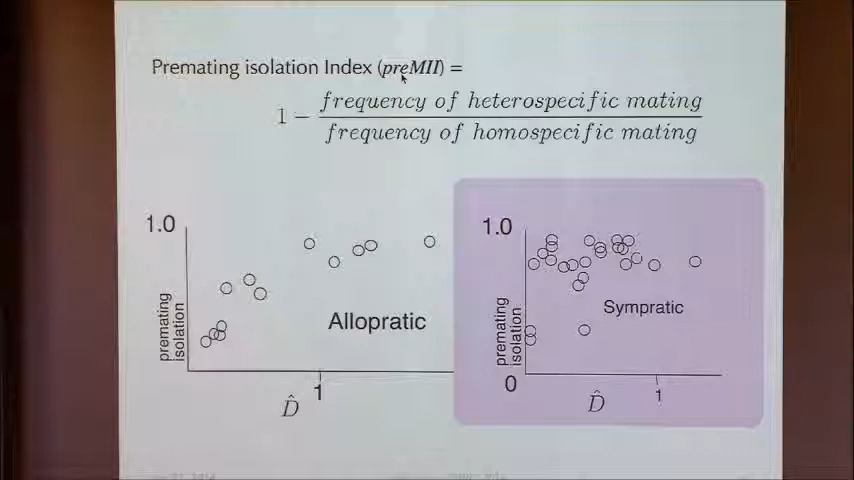 Premating isolation Index (preMII) =
1 − frequency of heterospecific mating / frequency of homospecific mating
1.0
premating isolation
Allopratic
D̂
1
1.0
premating isolation
Sympratic
0
D̂
1